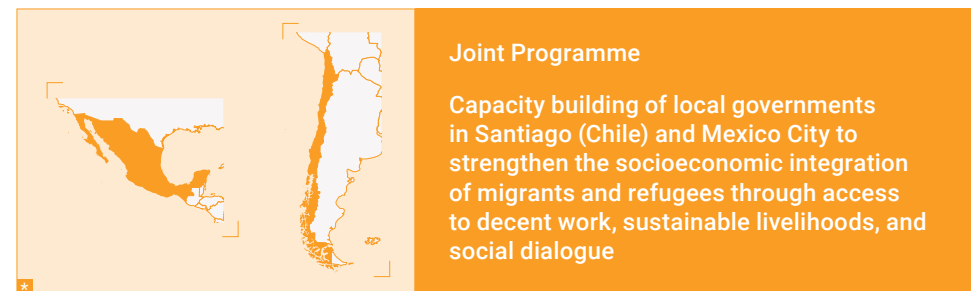 Joint Programme
Capacity building of local governments
in Santiago (Chile) and Mexico City to
strengthen the socioeconomic integration
of migrants and refugees through access
to decent work, sustainable livelihoods, and
social dialogue
*